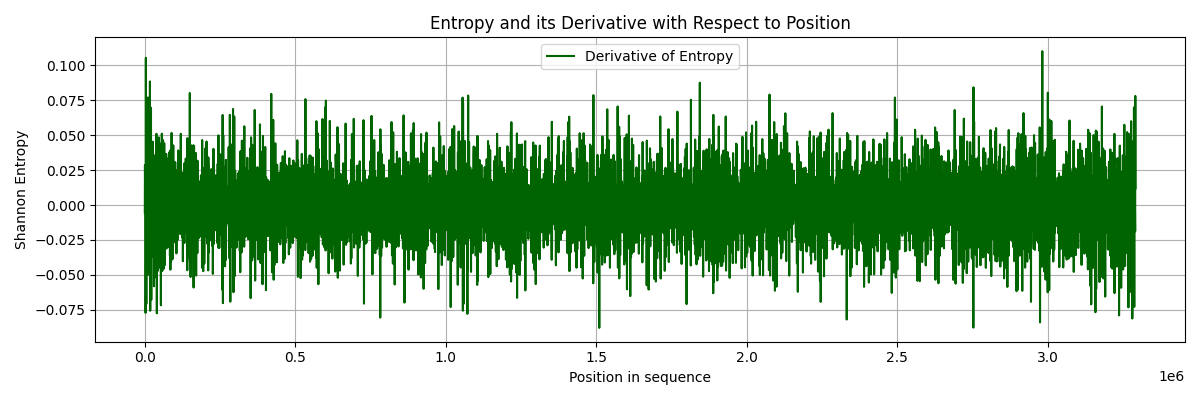 Entropy and its Derivative with Respect to Position
Derivative of Entropy
Shannon Entropy
0.100
0.075
0.050
0.025
0.000
−0.025
−0.050
−0.075
0.0 0.5 1.0 1.5 2.0 2.5 3.0
1e6
Position in sequence